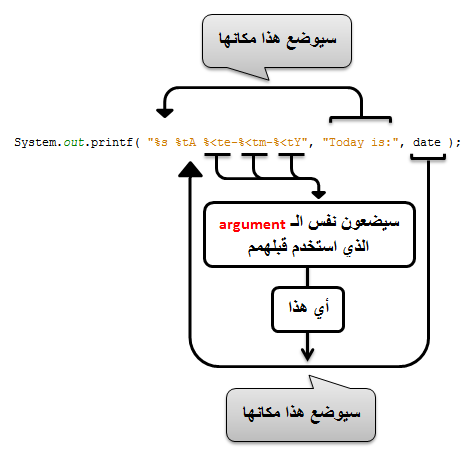 سيوضع هذا مكانها
System.out.printf( "%s %tA %<te-%<tm-%<tY", "Today is:", date );
سيضعون نفس الـ argument
الذي استخدم قبلهمم
أي هذا
سيوضع هذا مكانها